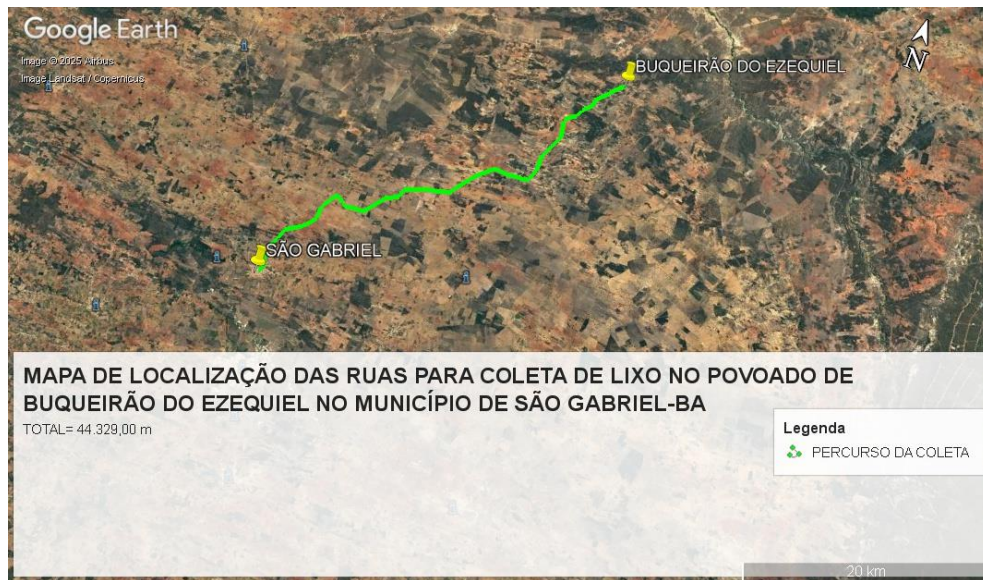 Google Earth
Image © 2025 Airbus
Image Landsat / Copernicus
N
BUQUEIRÃO DO EZEQUIEL
SÃO GABRIEL
MAPA DE LOCALIZAÇÃO DAS RUAS PARA COLETA DE LIXO NO POVOADO DE
BUQUEIRÃO DO EZEQUIEL NO MUNICÍPIO DE SÃO GABRIEL-BA
TOTAL= 44.329,00 m
Legenda
PERCURSO DA COLETA
20 km